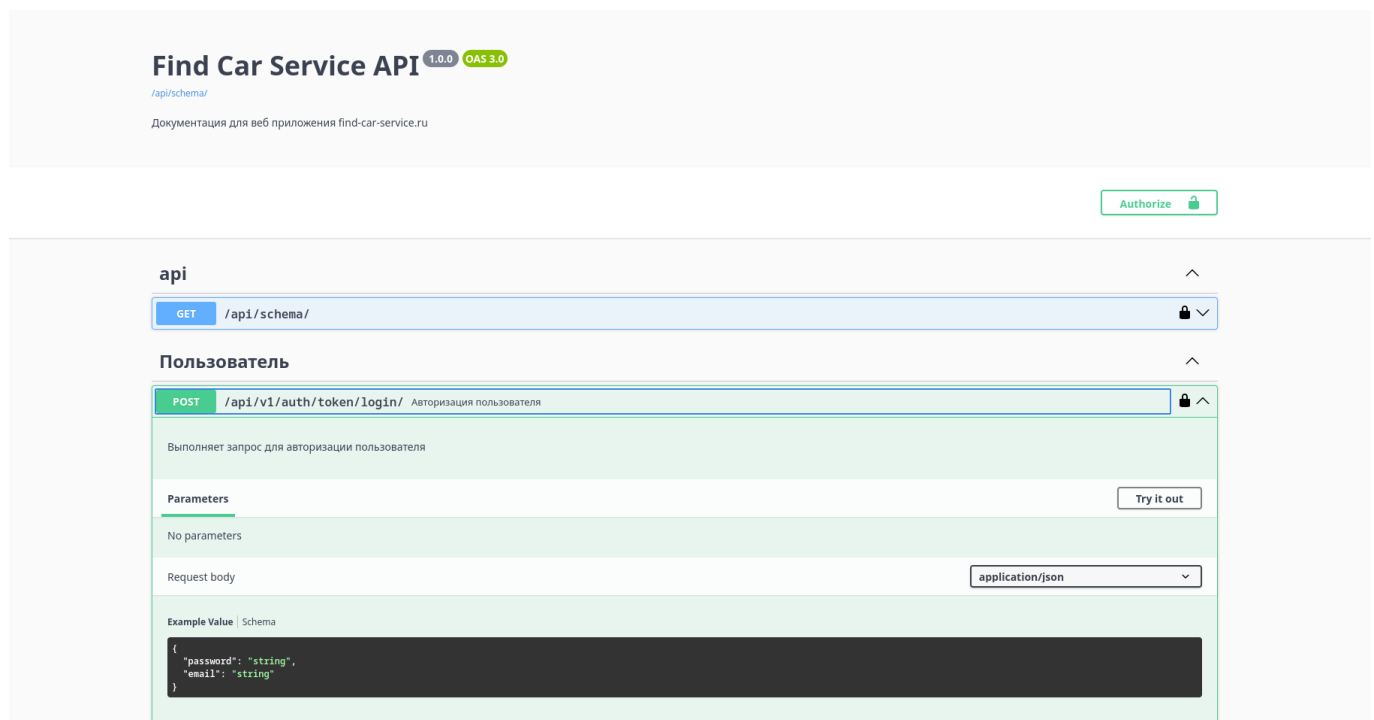 Find Car Service API 1.0.0 OAS 3.0
/api/schema/
Документация для веб приложения find-car-service.ru
Authorize
api
GET /api/schema/
Пользователь
POST /api/v1/auth/token/login/ Авторизация пользователя
Выполняет запрос для авторизации пользователя
Parameters Try it out
No parameters
Request body application/json
Example Value Schema
{
"password": "string",
"email": "string"
}